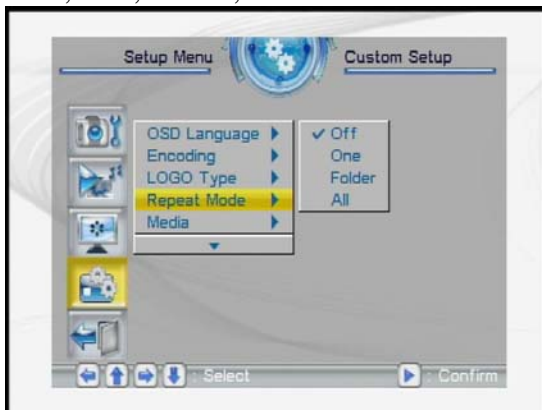 Setup Menu Custom Setup
OSD Language ✓ Off
Encoding One
LOGO Type Folder
Repeat Mode All
Media
: Select : Confirm